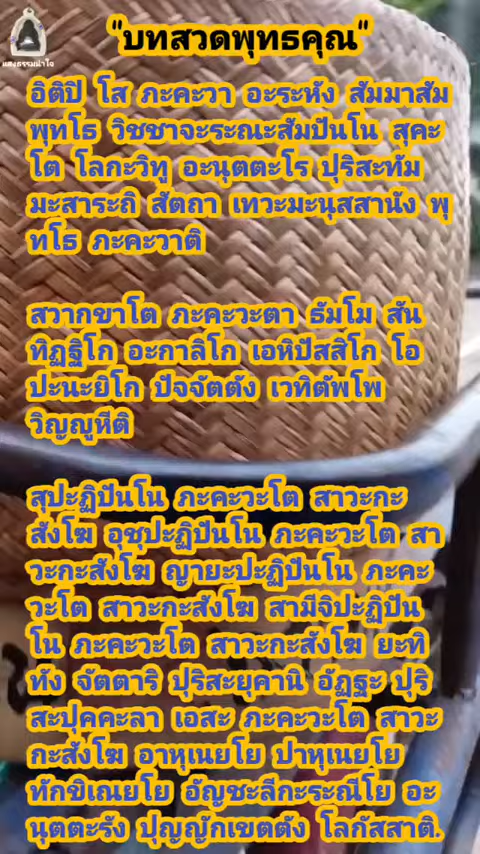 "บทสวดพุทธคุณ"
แสงธรรมนำใจ
อิติปิ โส ภะคะวา อะระหัง สัมมาสัม
พุทโธ วิชชาจะระณะสัมปันโน สุคะ
โต โลกะวิทู อะนุตตะโร ปุริสะทัม
มะสาระถิ สัตถา เทวะมะนุสสานัง พุ
ทโธ ภะคะวาติ
สวากขาโต ภะคะวะตา ธัมโม สัน
ทิฏฐิโก อะกาลิโก เอหิปัสสิโก โอ
ปะนะยิโก ปัจจัตตัง เวทิตัพโพ
วิญญูหีติ
สุปะฏิปันโน ภะคะวะโต สาวะกะ
สังโฆ อุชุปะฏิปันโน ภะคะวะโต สา
วะกะสังโฆ ญายะปะฏิปันโน ภะคะ
วะโต สาวะกะสังโฆ สามีจิปะฏิปัน
โน ภะคะวะโต สาวะกะสังโฆ ยะทิ
ทัง จัตตาริ ปุริสะยุคานิ อัฏฐะ ปุริ
สะปุคคะลา เอสะ ภะคะวะโต สาวะ
กะสังโฆ อาหุเนยโย ปาหุเนยโย
ทักขิเณยโย อัญชะลีกะระณีโย อะ
นุตตะรัง ปุญญักเขตตัง โลกัสสาติ.